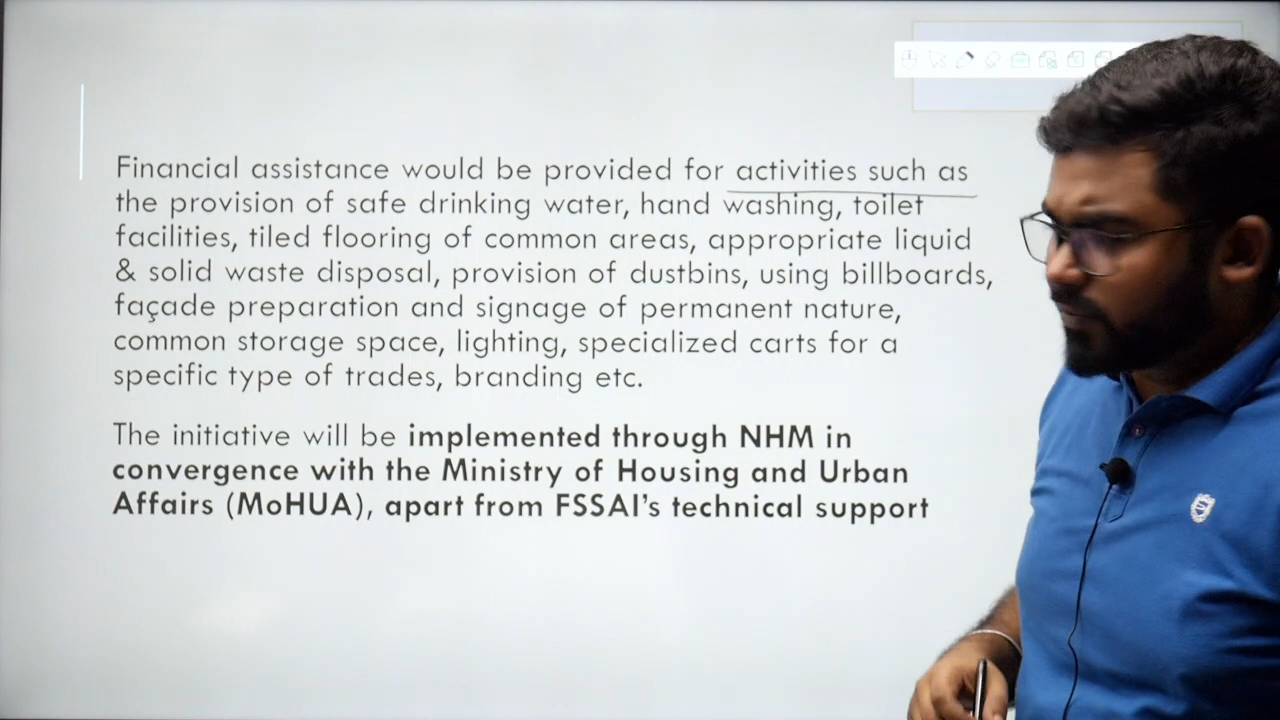 Financial assistance would be provided for activities such as
the provision of safe drinking water, hand washing, toilet
facilities, tiled flooring of common areas, appropriate liquid
& solid waste disposal, provision of dustbins, using billboards,
façade preparation and signage of permanent nature,
common storage space, lighting, specialized carts for a
specific type of trades, branding etc.
The initiative will be implemented through NHM in
convergence with the Ministry of Housing and Urban
Affairs (MoHUA), apart from FSSAI's technical support